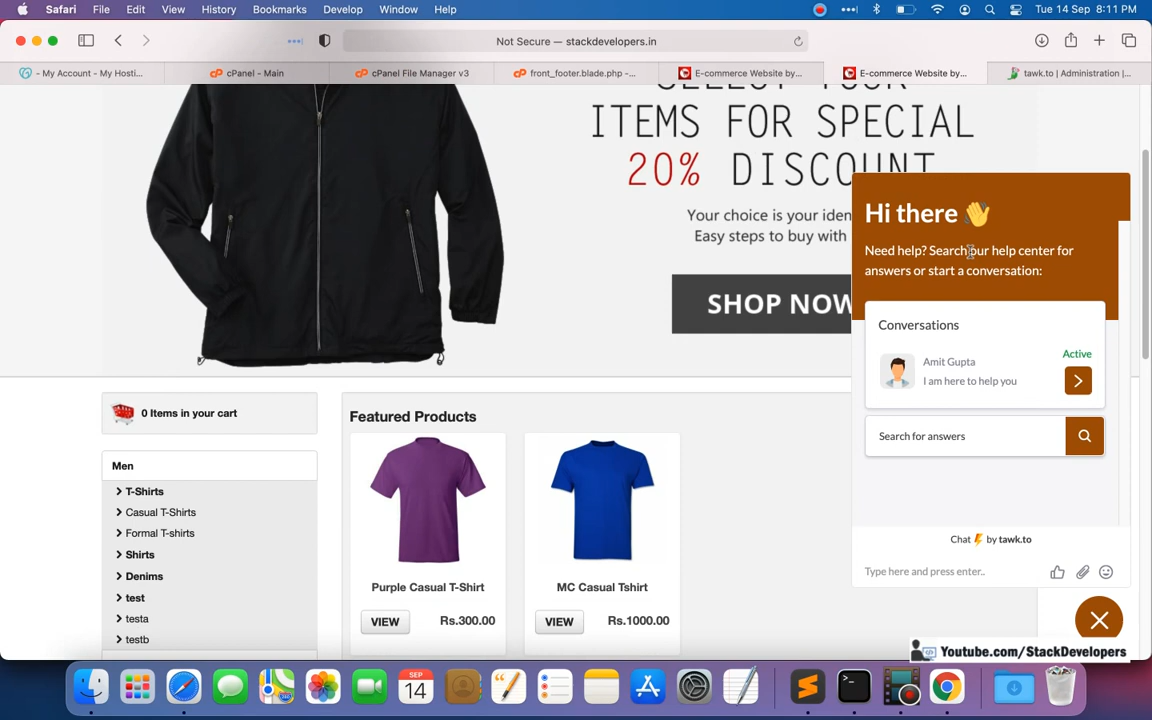 Safari File Edit View History Bookmarks Develop Window Help Tue 14 Sep 8:11 PM
Not Secure — stackdevelopers.in
- My Account - My Hosti... cPanel - Main cPanel File Manager v3 front_footer.blade.php -... E-commerce Website by... E-commerce Website by... tawk.to | Administration |...
ITEMS FOR SPECIAL
20% DISCOUNT
Your choice is your iden
Easy steps to buy with
SHOP NOW
Hi there 👋
Need help? Search our help center for
answers or start a conversation:
Conversations
Amit Gupta Active
I am here to help you
Search for answers
Chat ⚡ by tawk.to
Type here and press enter..
0 Items in your cart
Men
T-Shirts
Casual T-Shirts
Formal T-shirts
Shirts
Denims
test
testa
testb
Featured Products
Purple Casual T-Shirt
VIEW Rs.300.00
MC Casual Tshirt
VIEW Rs.1000.00
Youtube.com/StackDevelopers
SEP
14